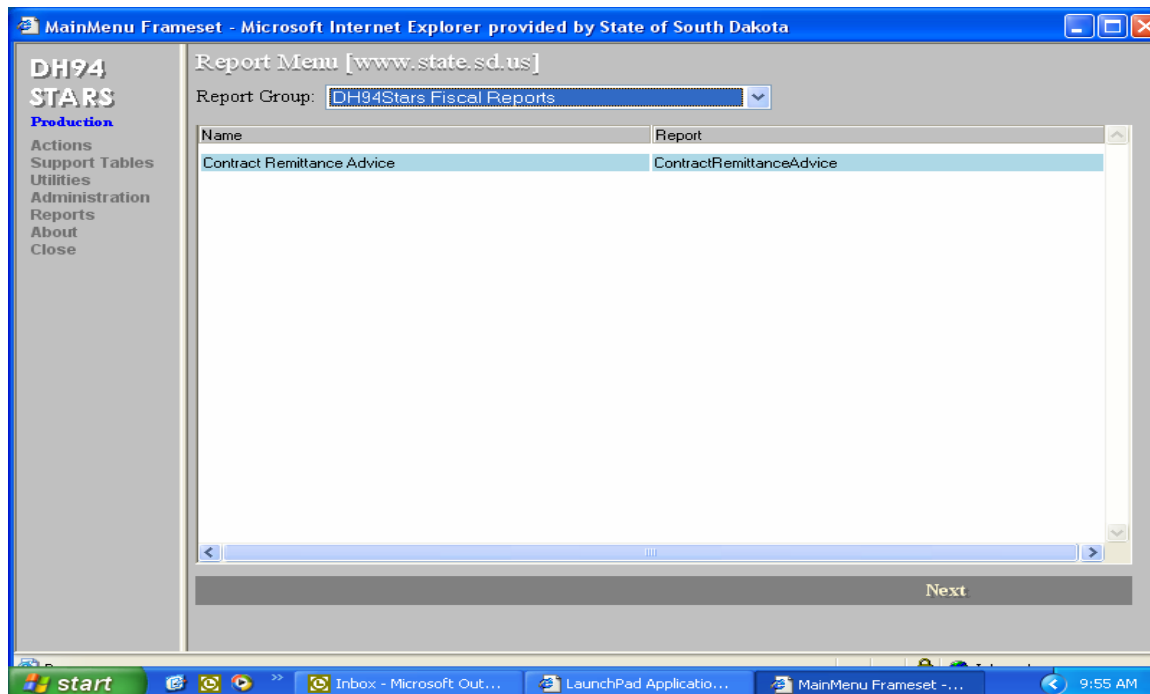 MainMenu Frameset - Microsoft Internet Explorer provided by State of South Dakota
DH94
STARS
Production
Actions
Support Tables
Utilities
Administration
Reports
About
Close
Report Menu [www.state.sd.us]
Report Group: DH94Stars Fiscal Reports
Name Report
Contract Remittance Advice ContractRemittanceAdvice
Next
start
Inbox - Microsoft Out...
LaunchPad Applicatio...
MainMenu Frameset -...
9:55 AM